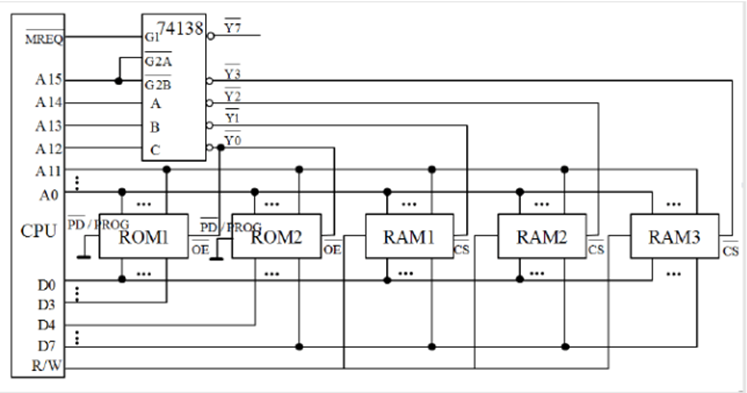 74138
MREQ G1 Y7
G2A
A15 G2B Y3
A14 A Y2
A13 B Y1
A12 C Y0
A11
⋮
A0
... ... ... ... ...
CPU PD/PROG ROM1 OE PD/PROG ROM2 OE RAM1 CS RAM2 CS RAM3 CS
... ... ... ... ...
D0
⋮
D3
D4
⋮
D7
R/W